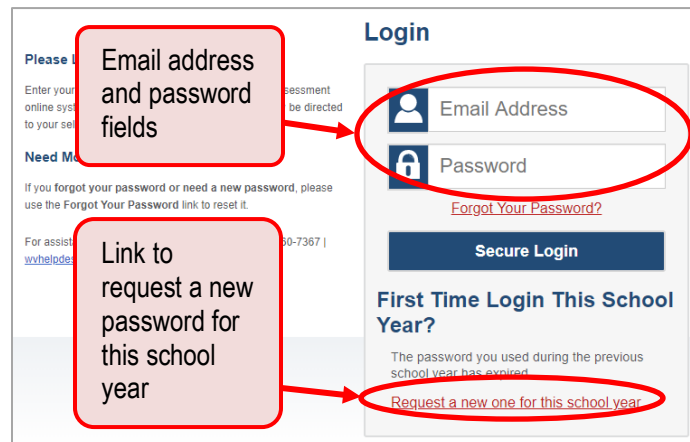 Please L
Enter your
online sys
to your sel
sessment
be directed
Need Mo
If you forgot your password or need a new password, please
use the Forgot Your Password link to reset it.
For assist
60-7367 |
wvhelpdes
Email address
and password
fields
Link to
request a new
password for
this school
year
Login
Email Address
Password
Forgot Your Password?
Secure Login
First Time Login This School
Year?
The password you used during the previous
school year has expired
Request a new one for this school year